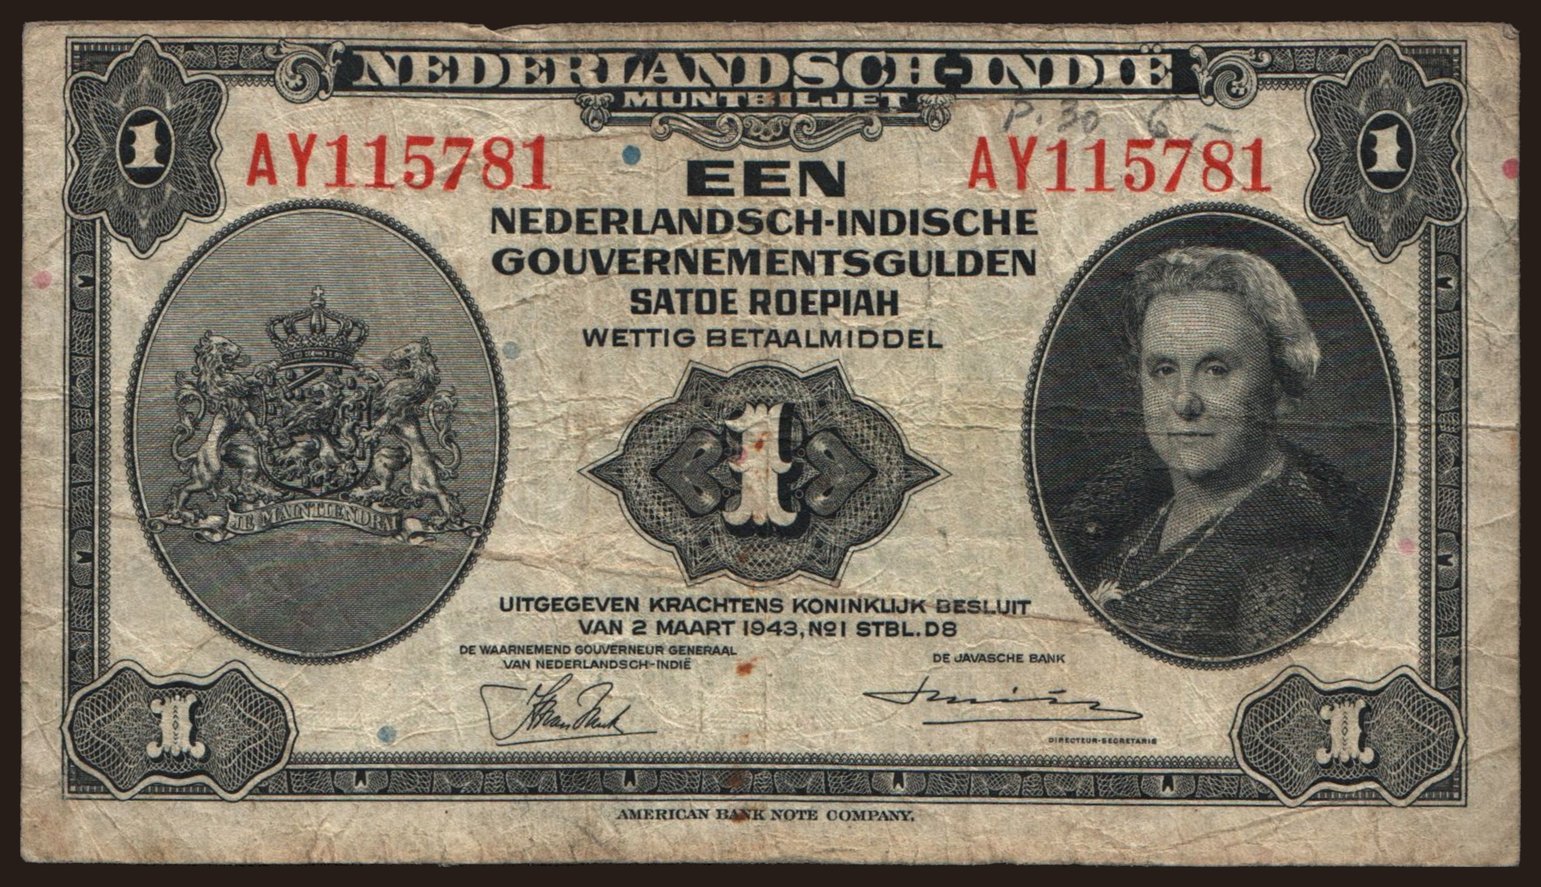 NEDERLANDSCH-INDIË
MUNTBILJET
P. 30 6 –
1 1
AY115781 AY115781
EEN
NEDERLANDSCH-INDISCHE
GOUVERNEMENTSGULDEN
SATOE ROEPIAH
WETTIG BETAALMIDDEL
1
JE MAINTIENDRAI
UITGEGEVEN KRACHTENS KONINKLIJK BESLUIT
VAN 2 MAART 1943, No1 STBL. D8
DE WAARNEMEND GOUVERNEUR GENERAAL
VAN NEDERLANDSCH-INDIË
DE JAVASCHE BANK
DIRECTEUR-SECRETARIS
1 1
AMERICAN BANK NOTE COMPANY.